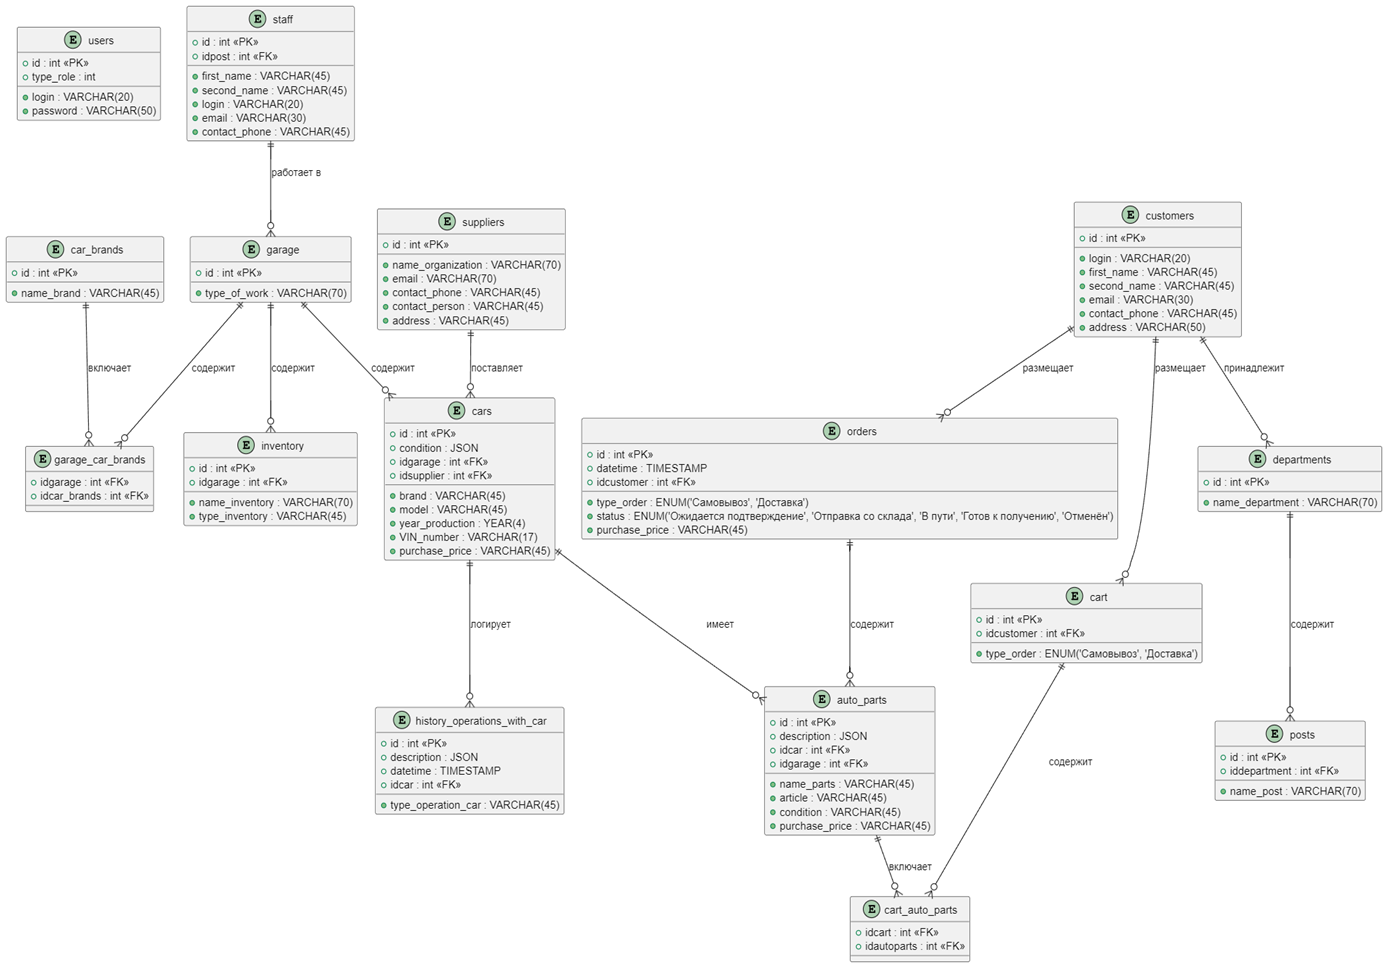 E users
id : int «PK»
type_role : int
login : VARCHAR(20)
password : VARCHAR(50)
E staff
id : int «PK»
idpost : int «FK»
first_name : VARCHAR(45)
second_name : VARCHAR(45)
login : VARCHAR(20)
email : VARCHAR(30)
contact_phone : VARCHAR(45)
работает в
E car_brands
id : int «PK»
name_brand : VARCHAR(45)
E garage
id : int «PK»
type_of_work : VARCHAR(70)
E suppliers
id : int «PK»
name_organization : VARCHAR(70)
email : VARCHAR(70)
contact_phone : VARCHAR(45)
contact_person : VARCHAR(45)
address : VARCHAR(45)
E customers
id : int «PK»
login : VARCHAR(20)
first_name : VARCHAR(45)
second_name : VARCHAR(45)
email : VARCHAR(30)
contact_phone : VARCHAR(45)
address : VARCHAR(50)
включает
содержит
содержит
содержит
поставляет
размещает
размещает
принадлежит
E garage_car_brands
idgarage : int «FK»
idcar_brands : int «FK»
E inventory
id : int «PK»
idgarage : int «FK»
name_inventory : VARCHAR(70)
type_inventory : VARCHAR(45)
E cars
id : int «PK»
condition : JSON
idgarage : int «FK»
idsupplier : int «FK»
brand : VARCHAR(45)
model : VARCHAR(45)
year_production : YEAR(4)
VIN_number : VARCHAR(17)
purchase_price : VARCHAR(45)
E orders
id : int «PK»
datetime : TIMESTAMP
idcustomer : int «FK»
type_order : ENUM('Самовывоз', 'Доставка')
status : ENUM('Ожидается подтверждение', 'Отправка со склада', 'В пути', 'Готов к получению', 'Отменён')
purchase_price : VARCHAR(45)
E departments
id : int «PK»
name_department : VARCHAR(70)
E cart
id : int «PK»
idcustomer : int «FK»
type_order : ENUM('Самовывоз', 'Доставка')
логирует
имеет
содержит
содержит
E history_operations_with_car
id : int «PK»
description : JSON
datetime : TIMESTAMP
idcar : int «FK»
type_operation_car : VARCHAR(45)
E auto_parts
id : int «PK»
description : JSON
idcar : int «FK»
idgarage : int «FK»
name_parts : VARCHAR(45)
article : VARCHAR(45)
condition : VARCHAR(45)
purchase_price : VARCHAR(45)
содержит
E posts
id : int «PK»
iddepartment : int «FK»
name_post : VARCHAR(70)
включает
E cart_auto_parts
idcart : int «FK»
idautoparts : int «FK»